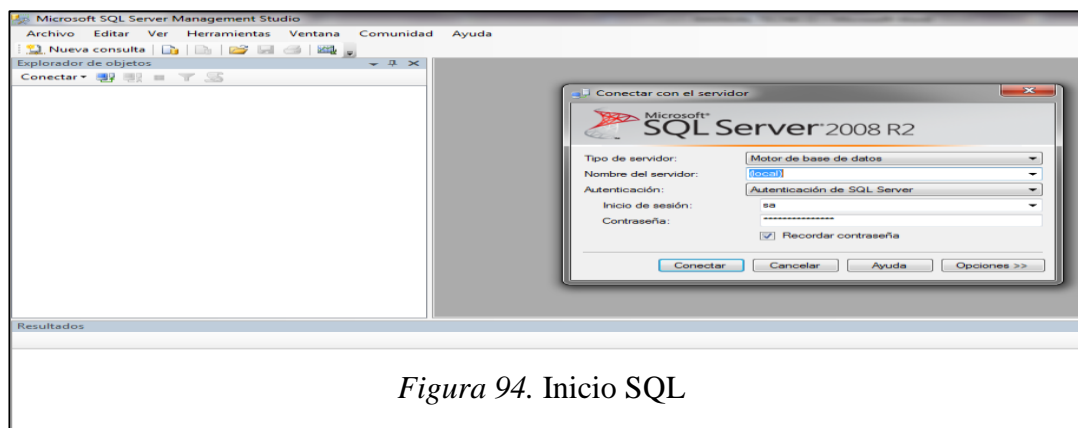 Microsoft SQL Server Management Studio
Archivo Editar Ver Herramientas Ventana Comunidad Ayuda
Nueva consulta
Explorador de objetos
Conectar
Conectar con el servidor
Microsoft®
SQL Server® 2008 R2
Tipo de servidor: Motor de base de datos
Nombre del servidor: (local)
Autenticación: Autenticación de SQL Server
Inicio de sesión: sa
Contraseña: ***************
Recordar contraseña
Conectar Cancelar Ayuda Opciones >>
Resultados
Figura 94. Inicio SQL